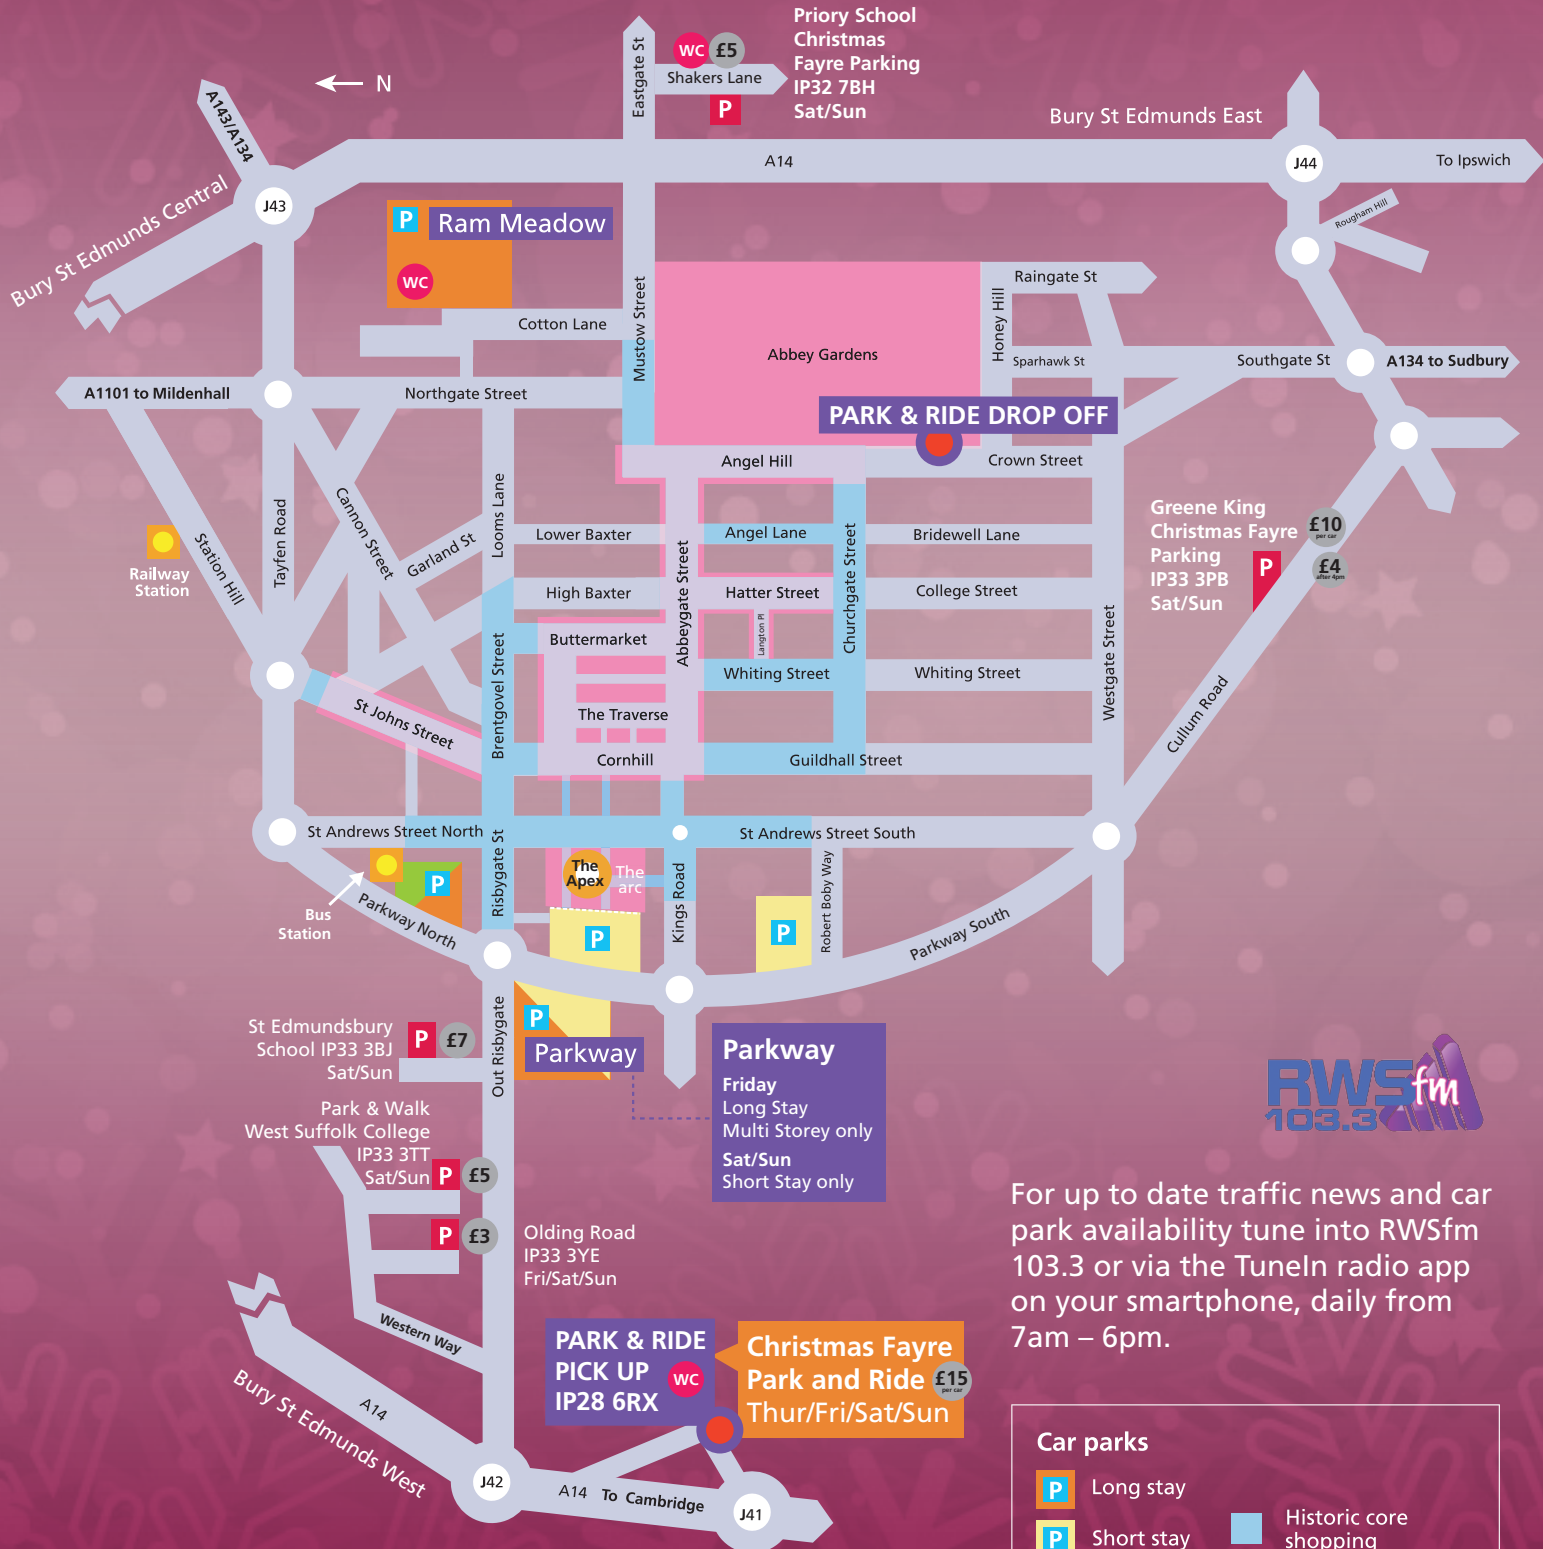 Priory School
Christmas
Fayre Parking
IP32 7BH
Sat/Sun
WC
£5
Shakers Lane
P
Eastgate St
N
A143/A134
Bury St Edmunds East
A14
J44
To Ipswich
J43
Bury St Edmunds Central
Rougham Hill
P
Ram Meadow
WC
Raingate St
Honey Hill
Mustow Street
Cotton Lane
Abbey Gardens
Sparhawk St
Southgate St
A134 to Sudbury
A1101 to Mildenhall
Northgate Street
PARK & RIDE DROP OFF
Angel Hill
Crown Street
Greene King
Christmas Fayre
Parking
IP33 3PB
Sat/Sun
£10
per car
£4
after 4pm
P
Railway
Station
Station Hill
Tayfen Road
Cannon Street
Garland St
Looms Lane
Lower Baxter
Angel Lane
Bridewell Lane
High Baxter
Hatter Street
College Street
Abbeygate Street
Churchgate Street
Langton Pl
Buttermarket
Whiting Street
Whiting Street
Westgate Street
Cullum Road
Brentgovel Street
St Johns Street
The Traverse
Cornhill
Guildhall Street
St Andrews Street North
St Andrews Street South
Risbygate St
The
Apex
The
arc
Kings Road
Robert Boby Way
P
P
P
Bus
Station
Parkway North
Parkway South
St Edmundsbury
School IP33 3BJ
Sat/Sun
P
£7
Out Risbygate
P
Parkway
Parkway
Friday
Long Stay
Multi Storey only
Sat/Sun
Short Stay only
RWSfm
103.3
Park & Walk
West Suffolk College
IP33 3TT
Sat/Sun
P
£5
P
£3
Olding Road
IP33 3YE
Fri/Sat/Sun
For up to date traffic news and car
park availability tune into RWSfm
103.3 or via the TuneIn radio app
on your smartphone, daily from
7am – 6pm.
Western Way
PARK & RIDE
PICK UP
IP28 6RX
WC
Christmas Fayre
Park and Ride
Thur/Fri/Sat/Sun
£15
per car
Bury St Edmunds West
A14
J42
A14 To Cambridge
J41
Car parks
P
Long stay
P
Short stay
Historic core
shopping